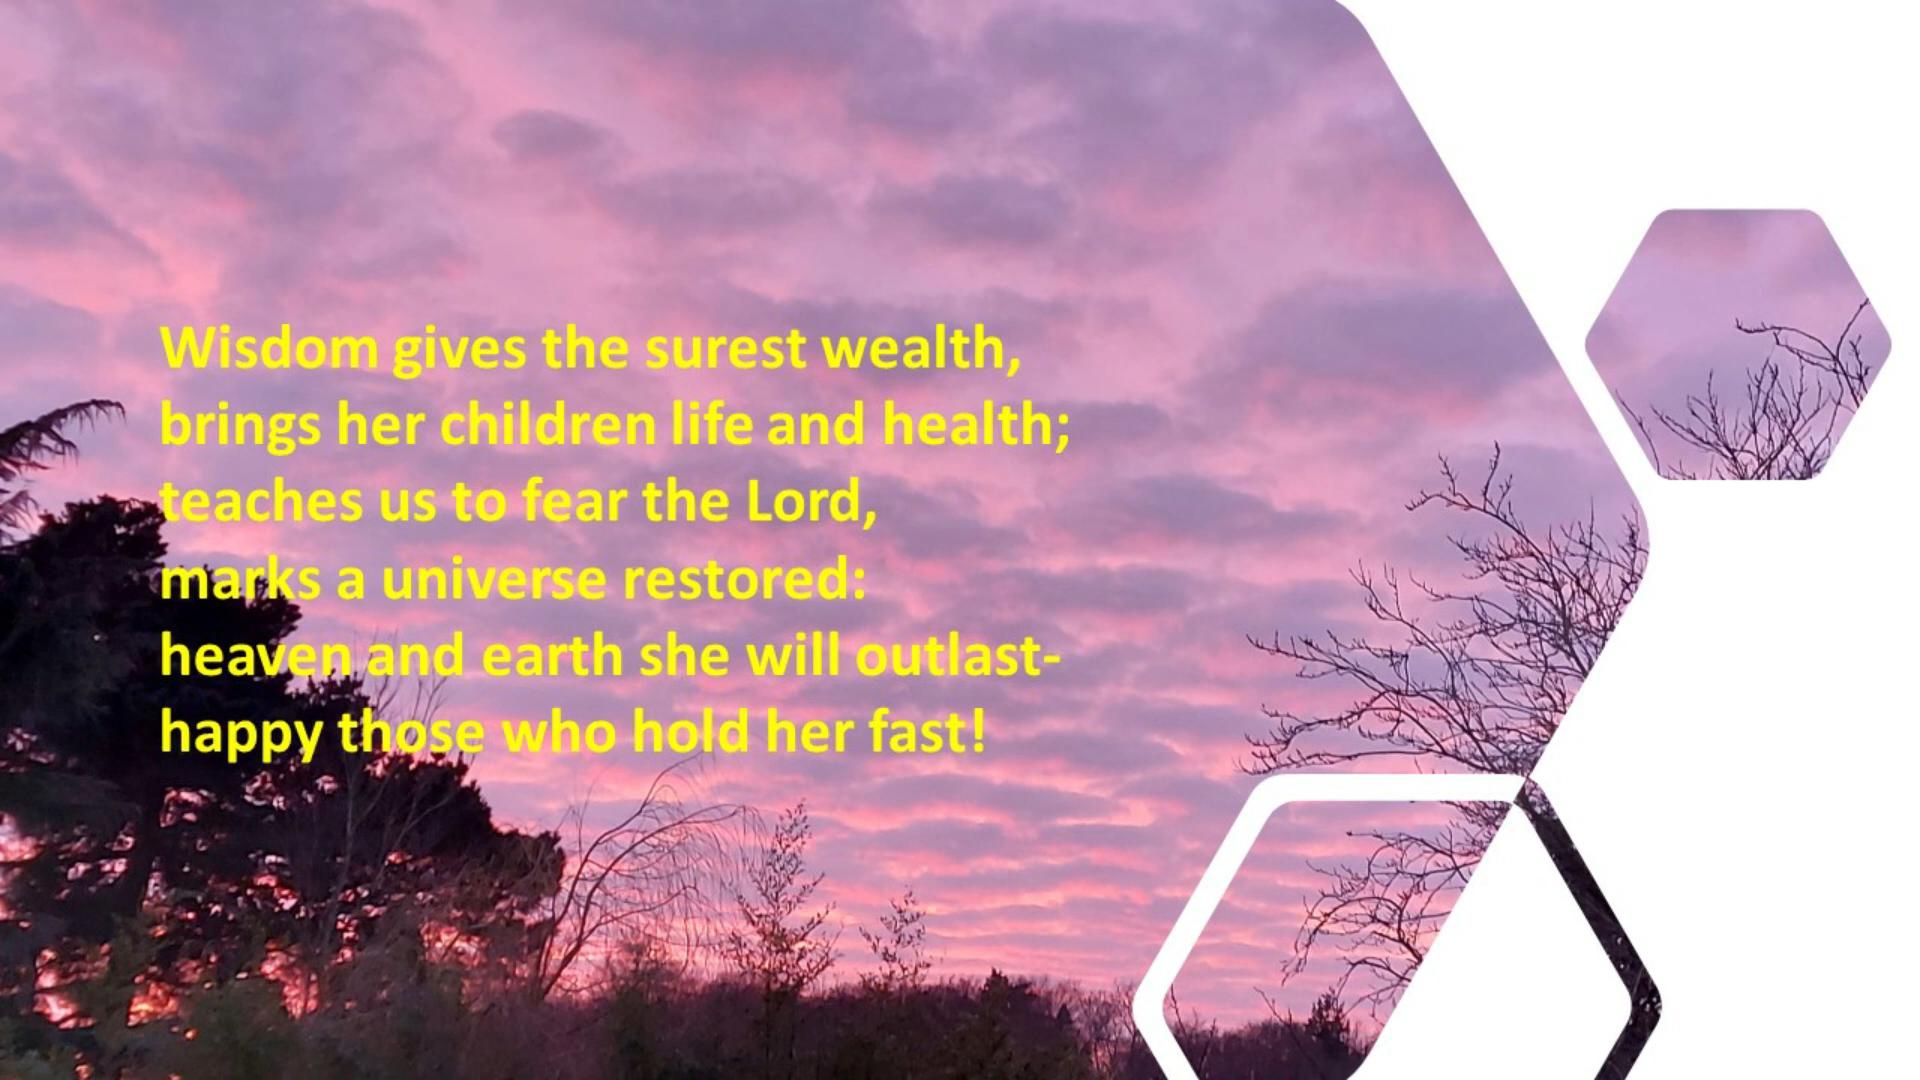 Wisdom gives the surest wealth,
brings her children life and health;
teaches us to fear the Lord,
marks a universe restored:
heaven and earth she will outlast-
happy those who hold her fast!